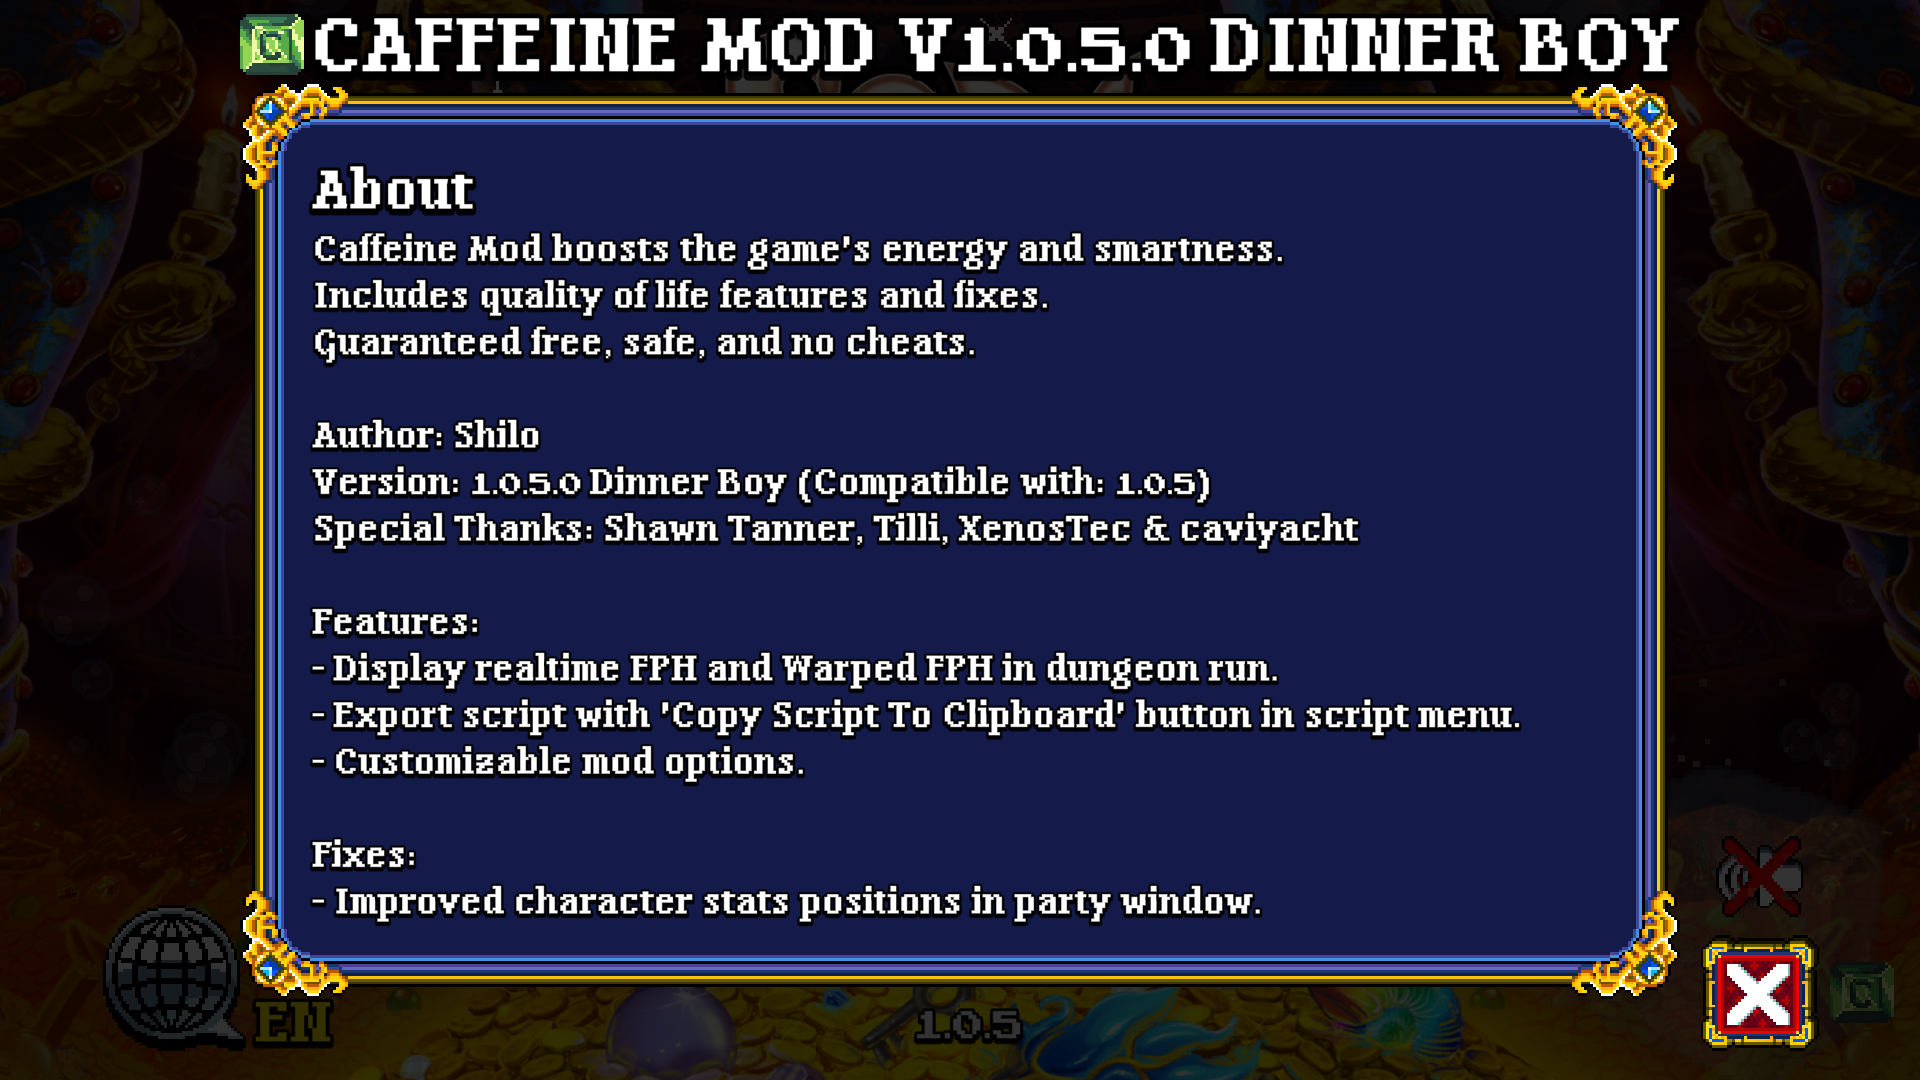 C CAFFEINE MOD V1.0.5.0 DINNER BOY
About
Caffeine Mod boosts the game's energy and smartness.
Includes quality of life features and fixes.
Guaranteed free, safe, and no cheats.
Author: Shilo
Version: 1.0.5.0 Dinner Boy (Compatible with: 1.0.5)
Special Thanks: Shawn Tanner, Tilli, XenosTec & caviyacht
Features:
- Display realtime FPH and Warped FPH in dungeon run.
- Export script with 'Copy Script To Clipboard' button in script menu.
- Customizable mod options.
Fixes:
- Improved character stats positions in party window.
EN
1.0.5
C